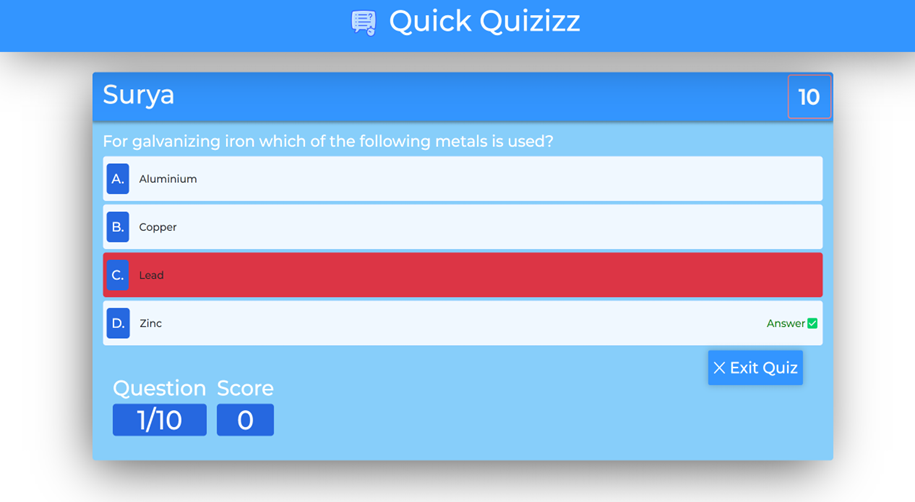 Quick Quizizz
Surya
10
For galvanizing iron which of the following metals is used?
A. Aluminium
B. Copper
C. Lead
D. Zinc Answer
Exit Quiz
Question Score
1/10 0